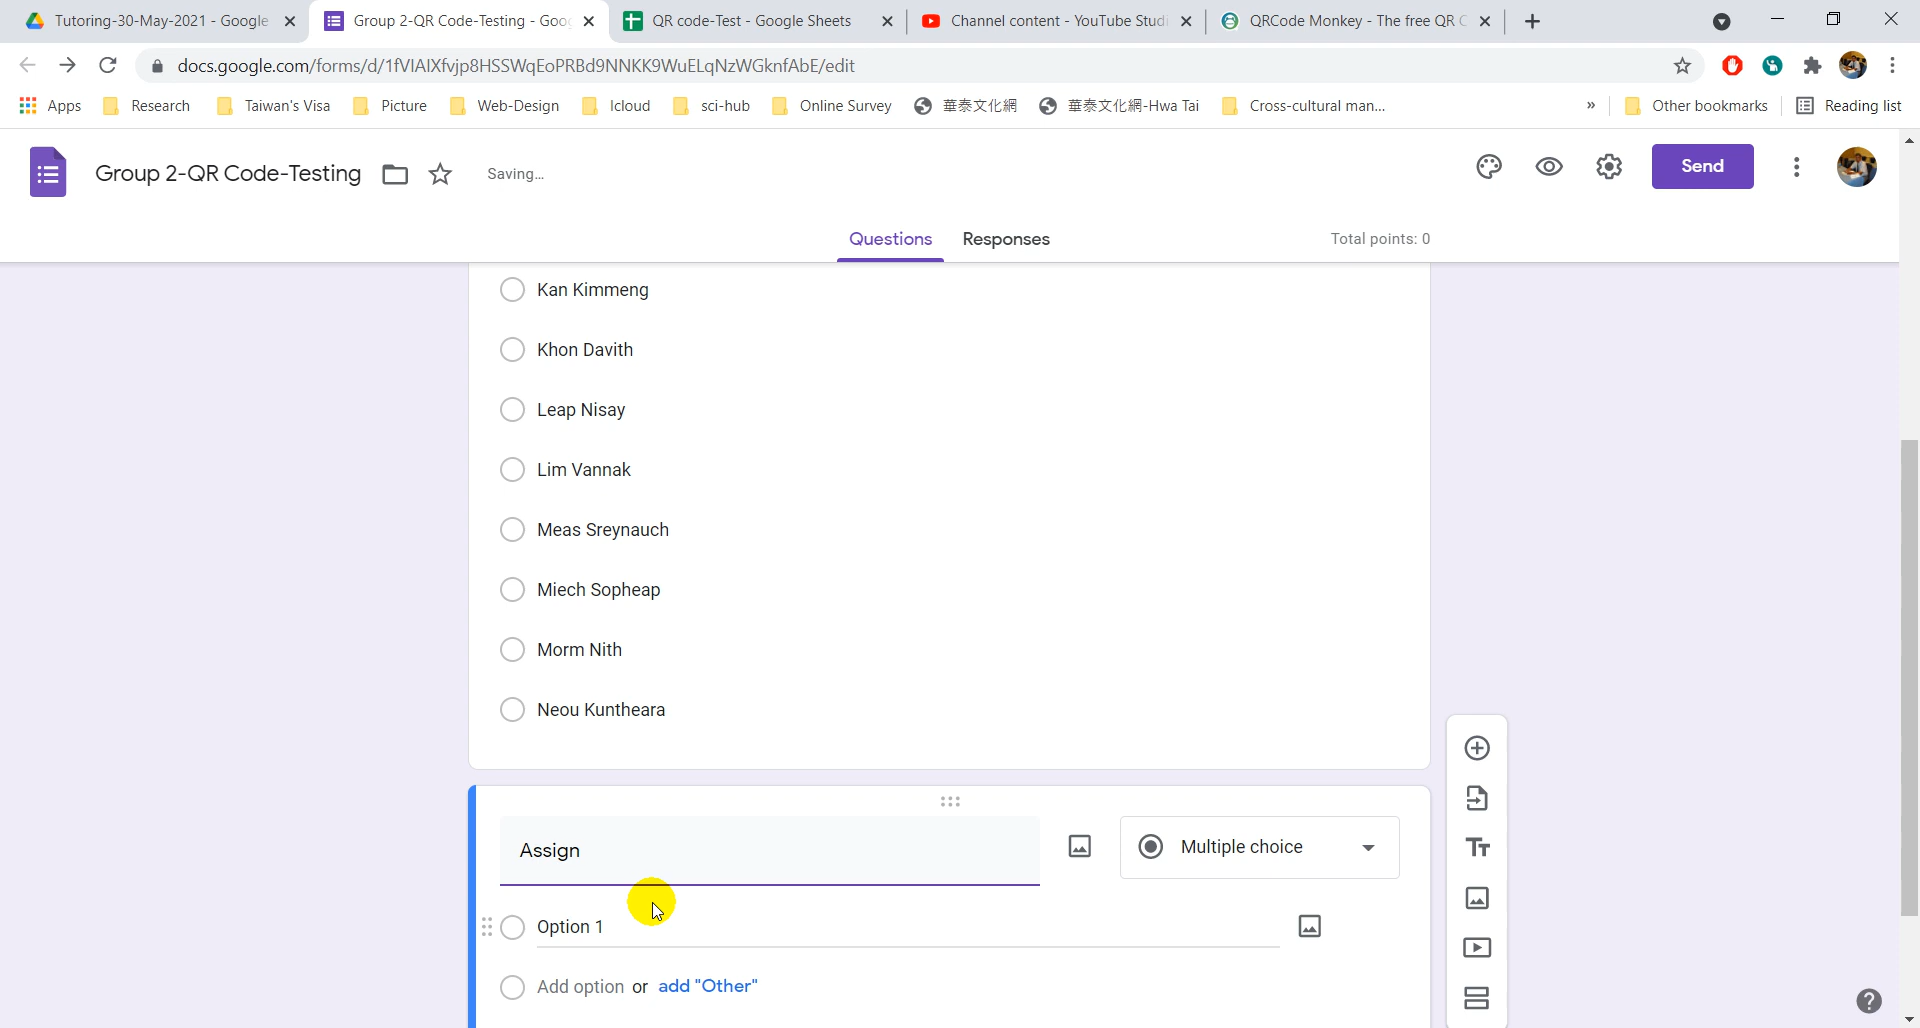 Tutoring-30-May-2021 - Google
Group 2-QR Code-Testing - Goo
QR code-Test - Google Sheets
Channel content - YouTube Studi
QRCode Monkey - The free QR C
docs.google.com/forms/d/1fVIAIXfvjp8HSSWqEoPRBd9NNKK9WuELqNzWGknfAbE/edit
Apps
Research
Taiwan's Visa
Picture
Web-Design
Icloud
sci-hub
Online Survey
華泰文化網
華泰文化網-Hwa Tai
Cross-cultural man...
»
Other bookmarks
Reading list
Group 2-QR Code-Testing
Saving...
Send
Questions
Responses
Total points: 0
Kan Kimmeng
Khon Davith
Leap Nisay
Lim Vannak
Meas Sreynauch
Miech Sopheap
Morm Nith
Neou Kuntheara
Assign
Multiple choice
Option 1
Add option or add "Other"